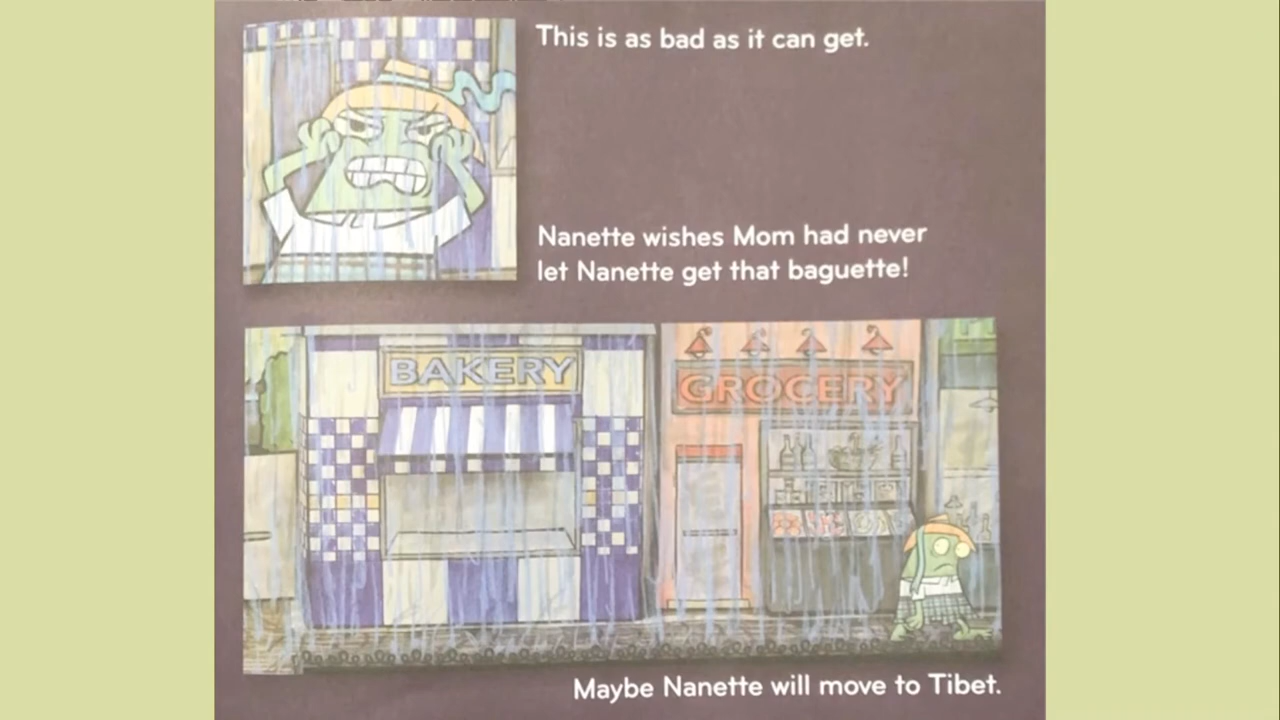 This is as bad as it can get.
Nanette wishes Mom had never
let Nanette get that baguette!
BAKERY
GROCERY
Maybe Nanette will move to Tibet.